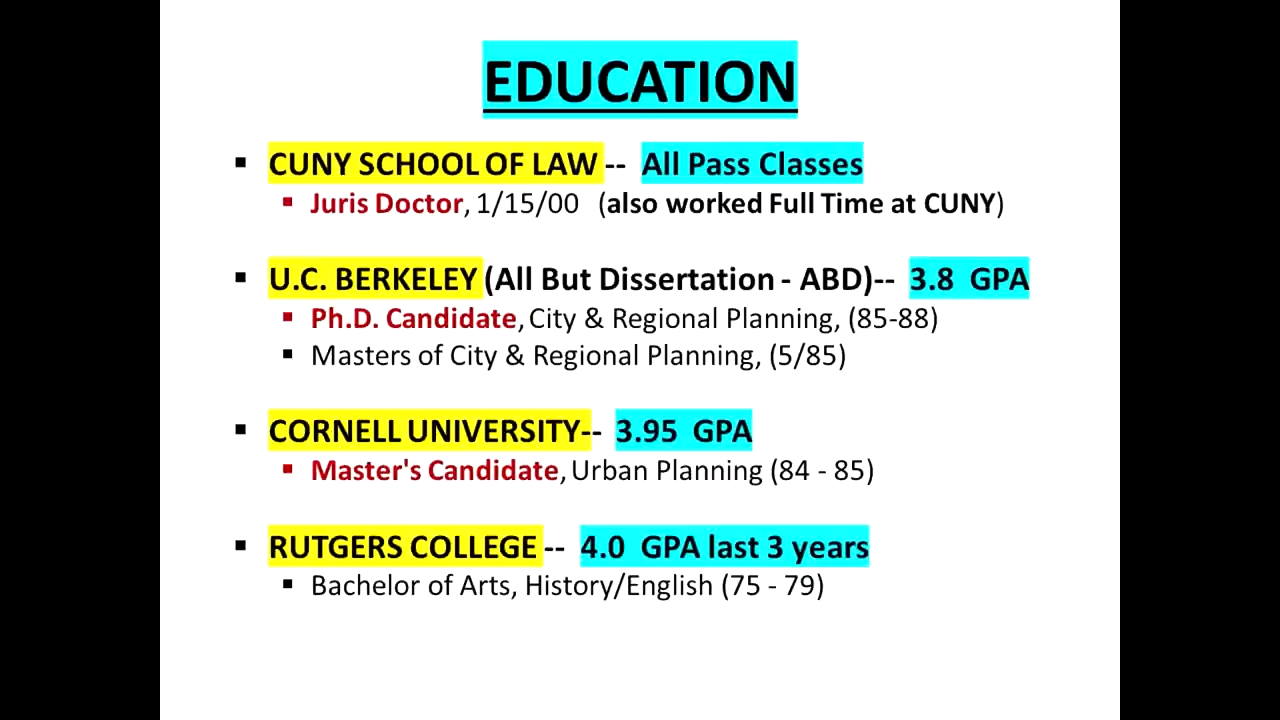 EDUCATION
▪ CUNY SCHOOL OF LAW -- All Pass Classes
▪ Juris Doctor, 1/15/00 (also worked Full Time at CUNY)
▪ U.C. BERKELEY (All But Dissertation - ABD)-- 3.8 GPA
▪ Ph.D. Candidate, City & Regional Planning, (85-88)
▪ Masters of City & Regional Planning, (5/85)
▪ CORNELL UNIVERSITY-- 3.95 GPA
▪ Master's Candidate, Urban Planning (84 - 85)
▪ RUTGERS COLLEGE -- 4.0 GPA last 3 years
▪ Bachelor of Arts, History/English (75 - 79)